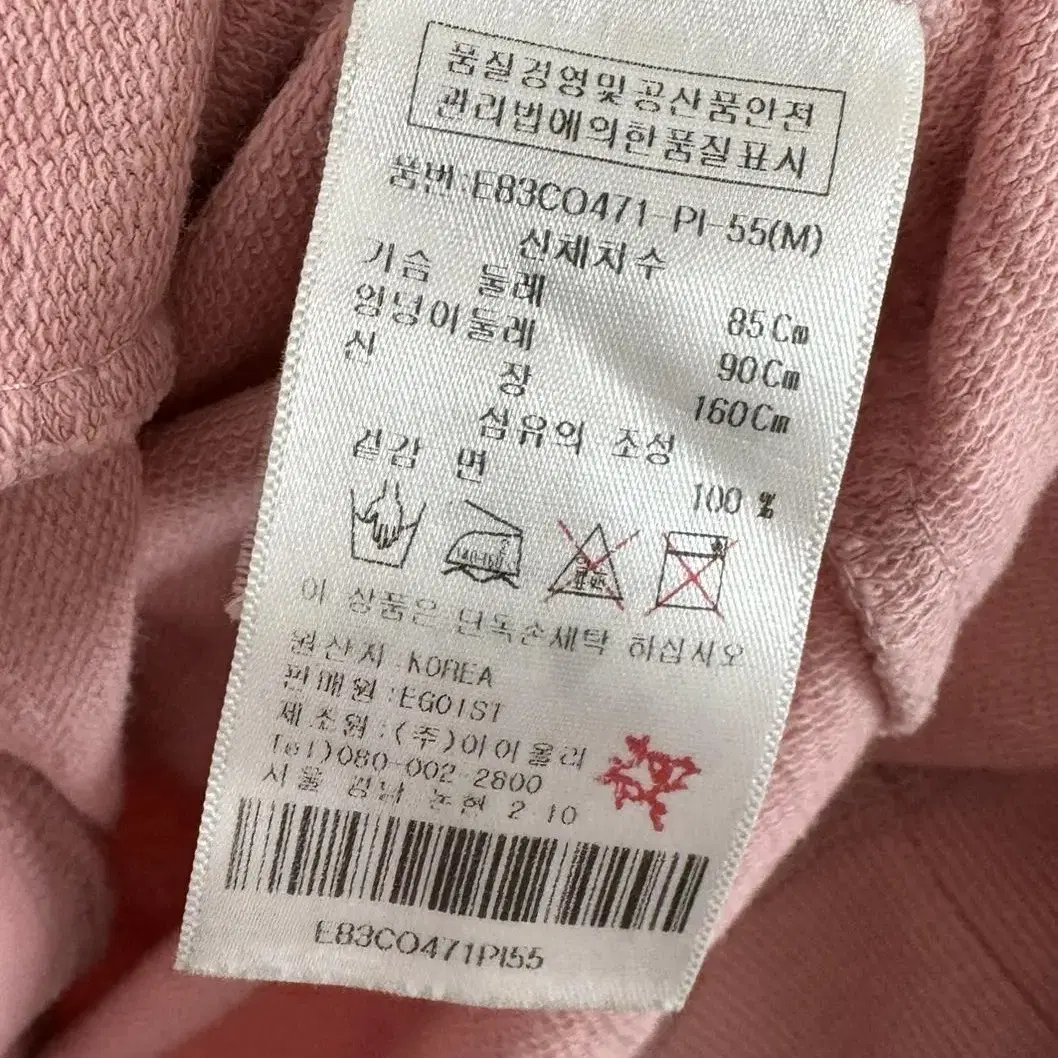 품질경영및공산품안전
관리법에의한품질표시
품번:E83CO471-PI-55(M)
신체치수
가슴 둘레 85Cm
엉덩이둘레 90Cm
신 장 160Cm
섬유의 조성
겉감 면 100 %
이 상품은 단독손세탁 하십시오
원산지:KOREA
판매원:EGOIST
제조원:(주)아이올리
Tel)080-002-2800
서울 강남 논현 2 10
E83CO471PI55